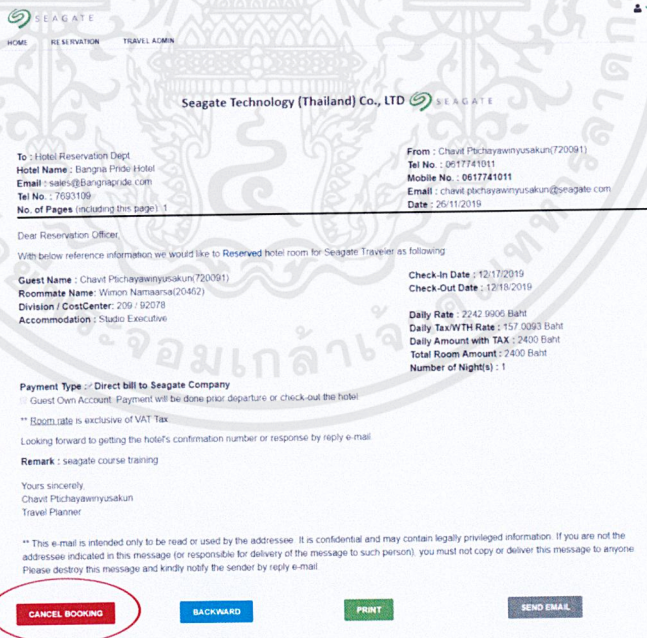 SEAGATE
HOME RESERVATION TRAVEL ADMIN
Seagate Technology (Thailand) Co., LTD SEAGATE
To : Hotel Reservation Dept
Hotel Name : Bangna Pride Hotel
Email : sales@Bangnapride.com
Tel No. : 7693109
No. of Pages (including this page) : 1
From : Chavit Ptichayawinyusakun(720091)
Tel No. : 0617741011
Mobile No. : 0617741011
Email : chavit.ptichayawinyusakun@seagate.com
Date : 26/11/2019
Dear Reservation Officer,
With below reference information we would like to Reserved hotel room for Seagate Traveler as following
Guest Name : Chavit Ptichayawinyusakun(720091)
Roommate Name: Wimon Namaarsa(20462)
Division / CostCenter: 209 / 92078
Accommodation : Studio Executive
Check-In Date : 12/17/2019
Check-Out Date : 12/18/2019
Daily Rate : 2242.9906 Baht
Daily Tax/WTH Rate : 157.0093 Baht
Daily Amount with TAX : 2400 Baht
Total Room Amount : 2400 Baht
Number of Night(s) : 1
Payment Type : Direct bill to Seagate Company
Guest Own Account. Payment will be done prior departure or check-out the hotel
** Room rate is exclusive of VAT Tax
Looking forward to getting the hotel's confirmation number or response by reply e-mail.
Remark : seagate course training
Yours sincerely,
Chavit Ptichayawinyusakun
Travel Planner
** This e-mail is intended only to be read or used by the addressee. It is confidential and may contain legally privileged information. If you are not the
addressee indicated in this message (or responsible for delivery of the message to such person), you must not copy or deliver this message to anyone.
Please destroy this message and kindly notify the sender by reply e-mail.
CANCEL BOOKING BACKWARD PRINT SEND EMAIL